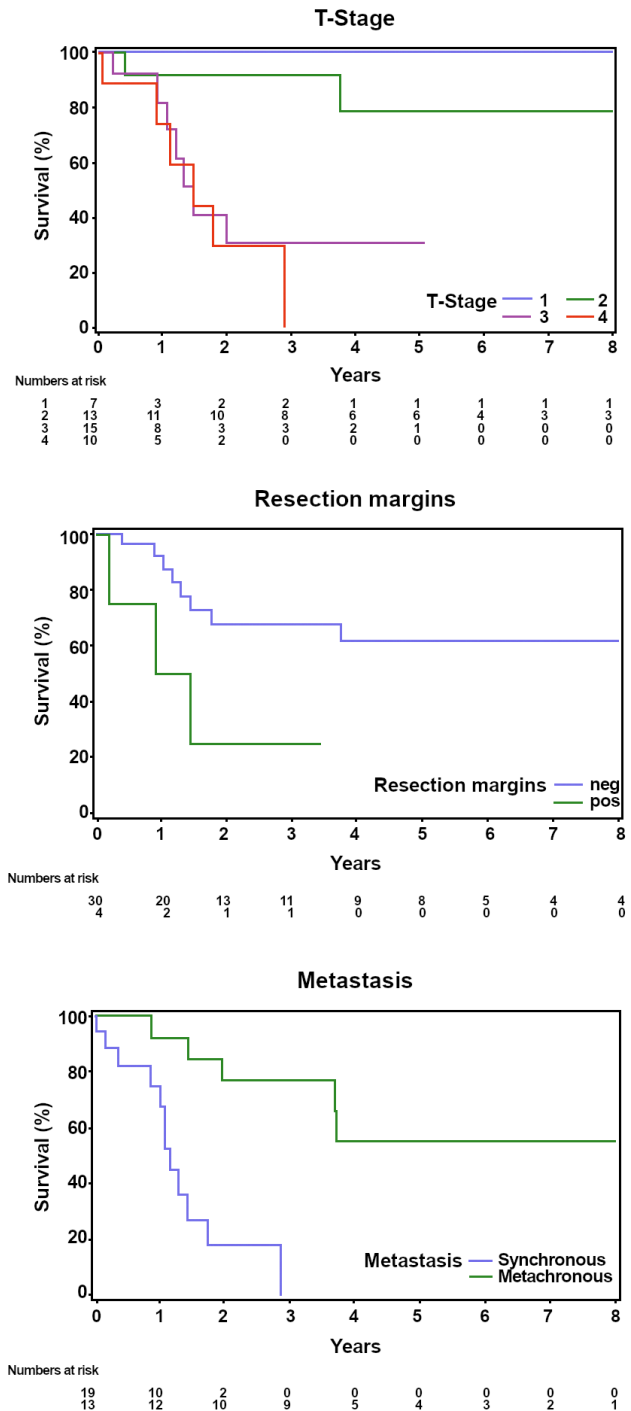 T-Stage
100
80
60
40
20
0
Survival (%)
T-Stage 1 2
3 4
0 1 2 3 4 5 6 7 8
Years
Numbers at risk
1 7 3 2 2 1 1 1 1 1
2 13 11 10 8 6 6 4 3 3
3 15 8 3 3 2 1 0 0 0
4 10 5 2 0 0 0 0 0 0
Resection margins
100
80
60
40
20
0
Survival (%)
Resection margins neg
pos
0 1 2 3 4 5 6 7 8
Years
Numbers at risk
30 20 13 11 9 8 5 4 4
4 2 1 1 0 0 0 0 0
Metastasis
100
80
60
40
20
0
Survival (%)
Metastasis Synchronous
Metachronous
0 1 2 3 4 5 6 7 8
Years
Numbers at risk
19 10 2 0 0 0 0 0 0
13 12 10 9 5 4 3 2 1